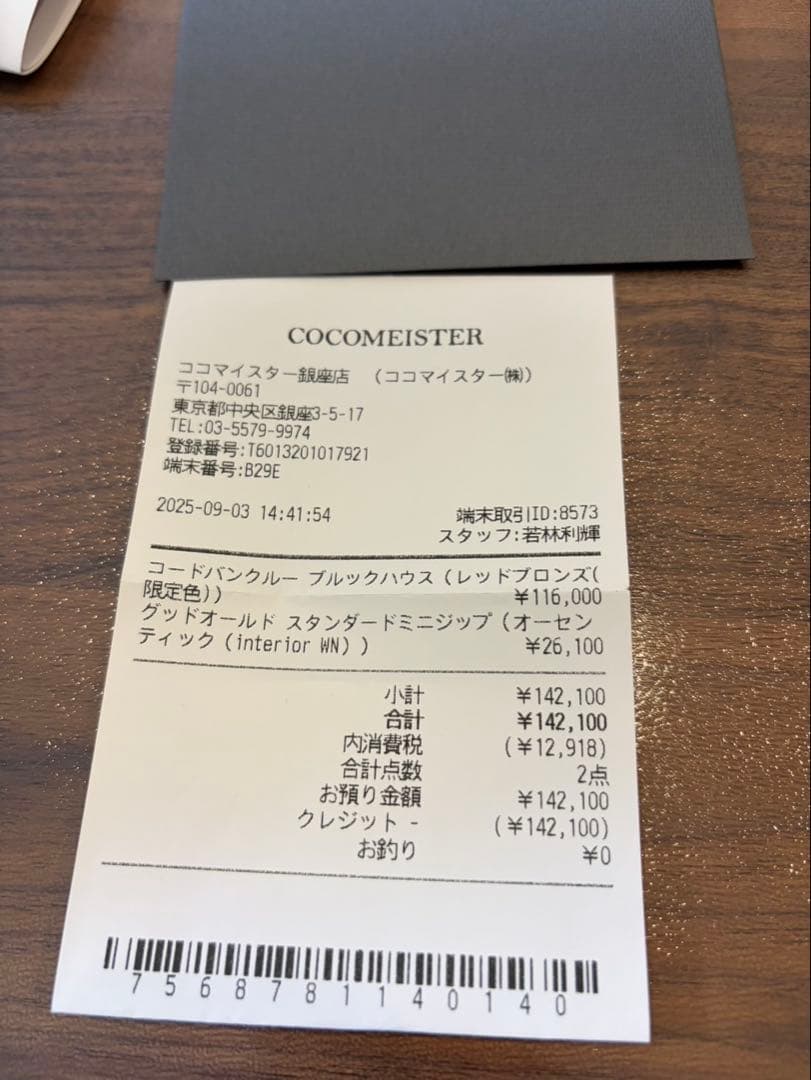 COCOMEISTER
ココマイスター銀座店 （ココマイスター㈱）
〒104-0061
東京都中央区銀座3-5-17
TEL:03-5579-9974
登録番号:T6013201017921
端末番号:B29E
2025-09-03 14:41:54 端末取引ID:8573
スタッフ:若林利輝
コードバンクルー ブルックハウス（レッドブロンズ(
限定色)） ¥116,000
グッドオールド スタンダードミニジップ（オーセン
ティック（interior WN）） ¥26,100
小計 ¥142,100
合計 ¥142,100
内消費税 (¥12,918)
合計点数 2点
お預り金額 ¥142,100
クレジット - (¥142,100)
お釣り ¥0
7568781140140